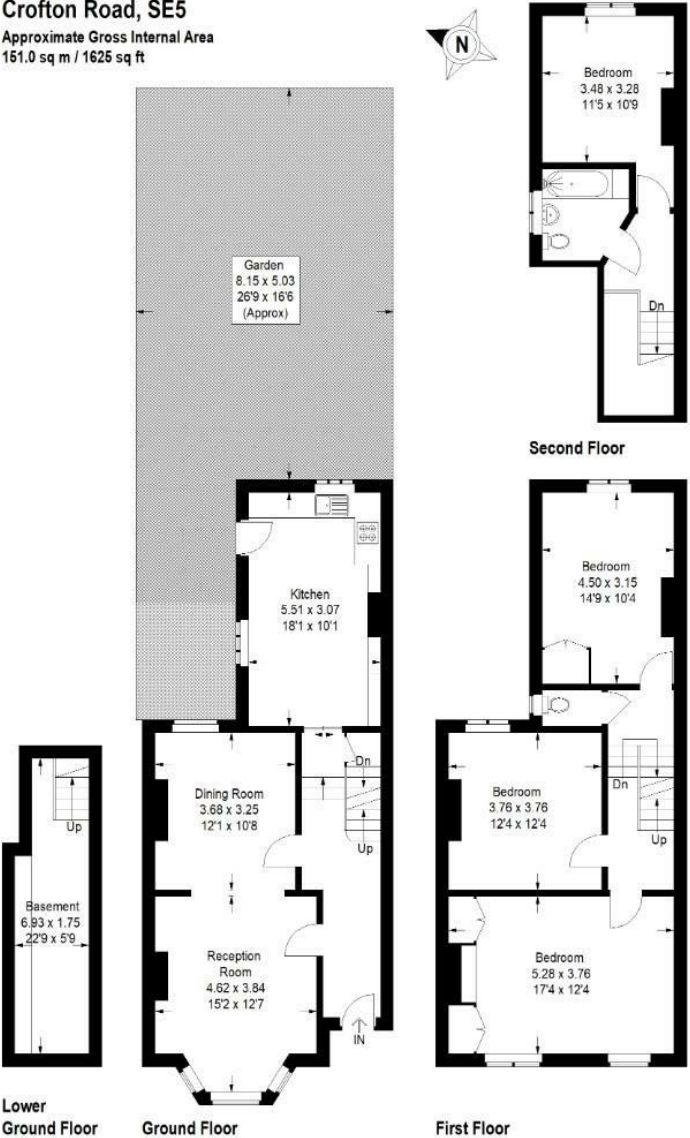 Crofton Road, SE5
Approximate Gross Internal Area
151.0 sq m / 1625 sq ft
N
Bedroom
3.48 x 3.28
11'5 x 10'9
Dn
Second Floor
Garden
8.15 x 5.03
26'9 x 16'6
(Approx)
Kitchen
5.51 x 3.07
18'1 x 10'1
Bedroom
4.50 x 3.15
14'9 x 10'4
Dining Room
3.68 x 3.25
12'1 x 10'8
Dn
Up
Bedroom
3.76 x 3.76
12'4 x 12'4
Dn
Up
Up
Basement
6.93 x 1.75
22'9 x 5'9
Reception
Room
4.62 x 3.84
15'2 x 12'7
IN
Bedroom
5.28 x 3.76
17'4 x 12'4
Lower
Ground Floor
Ground Floor
First Floor